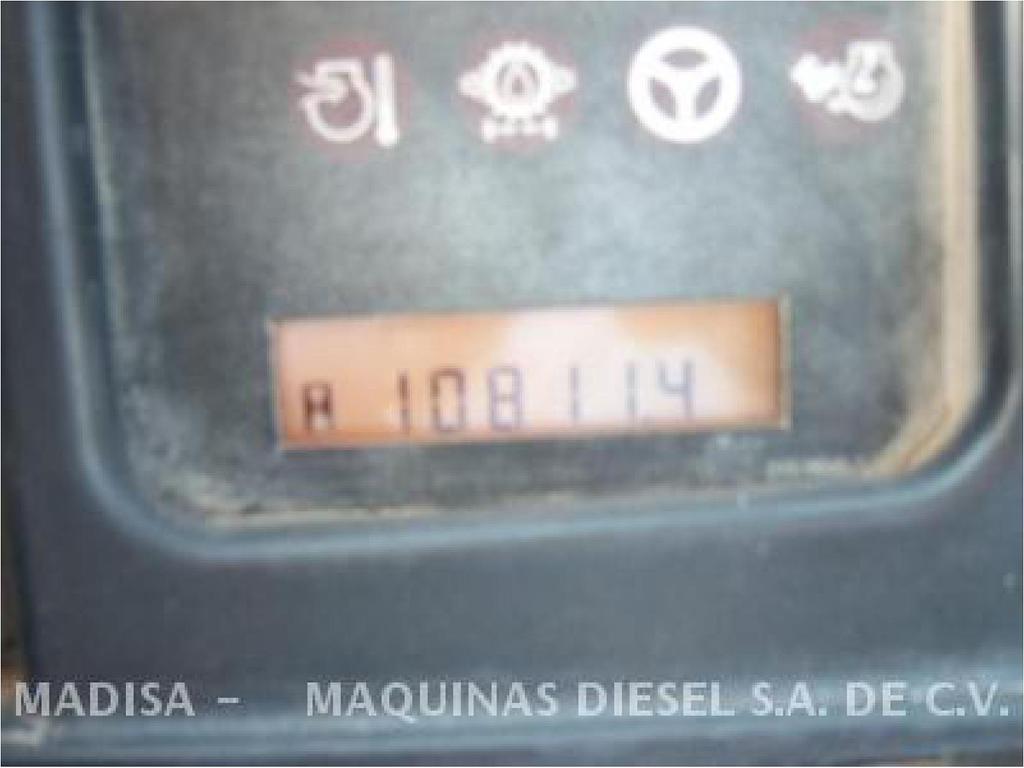 A 10811.4
MADISA - MAQUINAS DIESEL S.A. DE C.V.